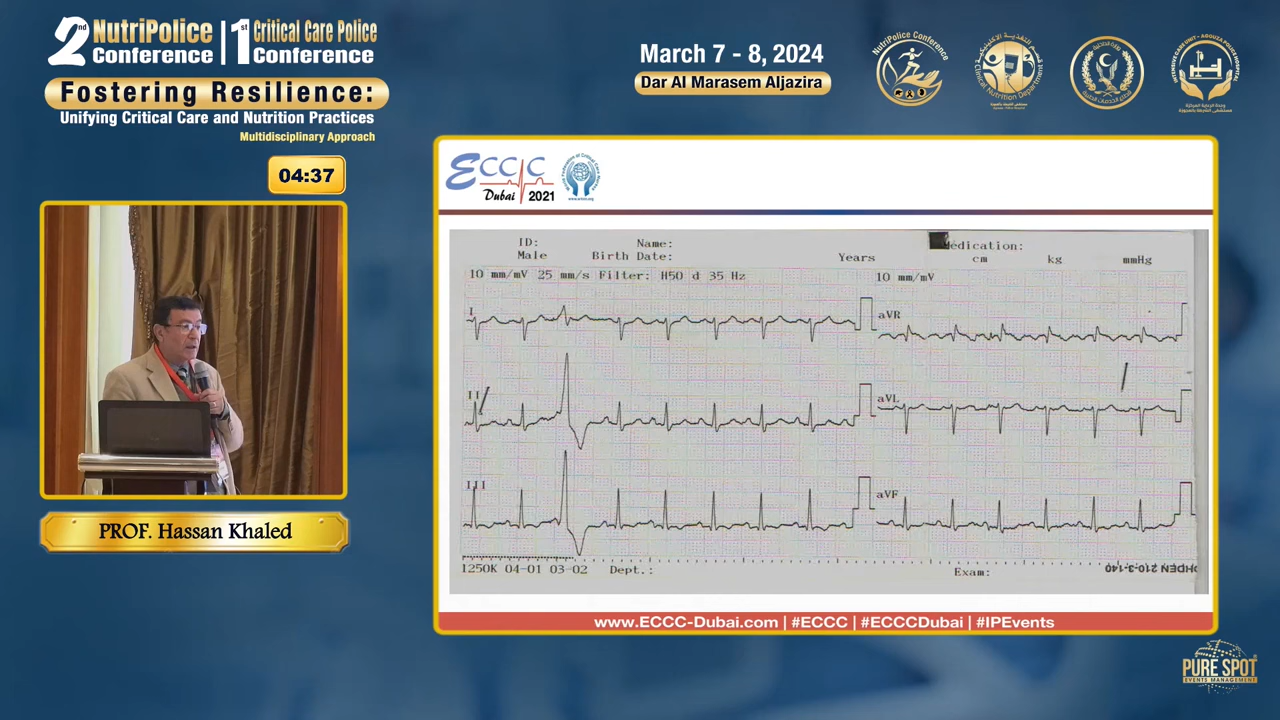 2nd NutriPolice Conference | 1st Critical Care Police Conference
Fostering Resilience:
Unifying Critical Care and Nutrition Practices
Multidisciplinary Approach
March 7 - 8, 2024
Dar Al Marasem Aljazira
NutriPolice Conference
04:37
PROF. Hassan Khaled
ECCC
Dubai 2021
ID: Name: Medication:
Male Birth Date: Years cm kg mmHg
10 mm/mV 25 mm/s Filter: H50 d 35 Hz 10 mm/mV
I aVR
II aVL
III aVF
1250K 04-01 03-02 Dept.: Exam:
www.ECCC-Dubai.com | #ECCC | #ECCCDubai | #IPEvents
PURE SPOT
EVENTS MANAGEMENT